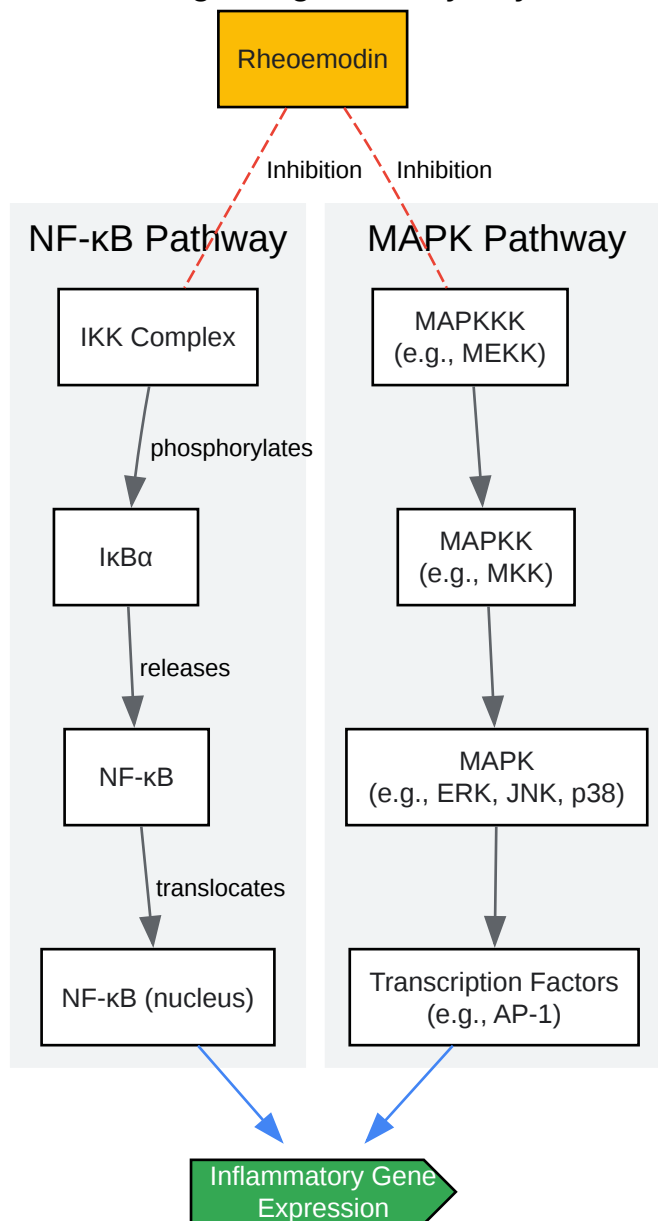 Rheoemodin
Inhibition
Inhibition
NF-κB Pathway
MAPK Pathway
IKK Complex
MAPKKK
(e.g., MEKK)
phosphorylates
IκBα
MAPKK
(e.g., MKK)
releases
NF-κB
MAPK
(e.g., ERK, JNK, p38)
translocates
NF-κB (nucleus)
Transcription Factors
(e.g., AP-1)
Inflammatory Gene
Expression